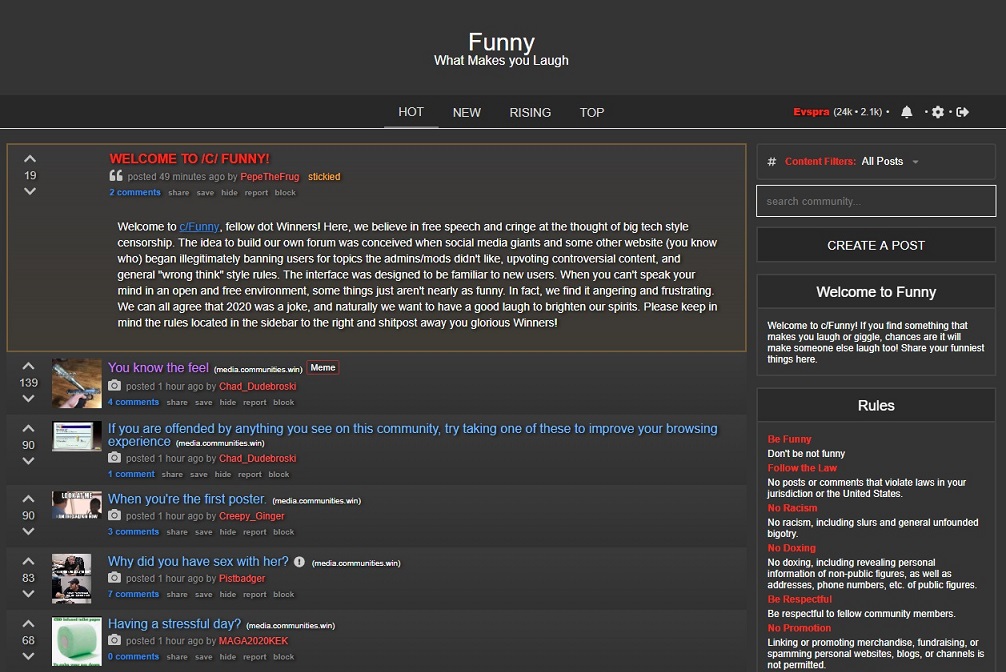 Funny
What Makes you Laugh
HOT NEW RISING TOP
Evspra (24k • 2.1k) •
19
WELCOME TO /C/ FUNNY!
posted 49 minutes ago by PepeTheFrug stickied
2 comments share save hide report block
Welcome to c/Funny, fellow dot Winners! Here, we believe in free speech and cringe at the thought of big tech style
censorship. The idea to build our own forum was conceived when social media giants and some other website (you know
who) began illegitimately banning users for topics the admins/mods didn't like, upvoting controversial content, and
general "wrong think" style rules. The interface was designed to be familiar to new users. When you can't speak your
mind in an open and free environment, some things just aren't nearly as funny. In fact, we find it angering and frustrating.
We can all agree that 2020 was a joke, and naturally we want to have a good laugh to brighten our spirits. Please keep in
mind the rules located in the sidebar to the right and shitpost away you glorious Winners!
139
You know the feel (media.communities.win) Meme
posted 1 hour ago by Chad_Dudebroski
4 comments share save hide report block
90
If you are offended by anything you see on this community, try taking one of these to improve your browsing
experience (media.communities.win)
posted 1 hour ago by Chad_Dudebroski
1 comment share save hide report block
90
LOOK AT ME
When you're the first poster. (media.communities.win)
posted 1 hour ago by Creepy_Ginger
3 comments share save hide report block
83
Why did you have sex with her? (media.communities.win)
posted 1 hour ago by Pistbadger
7 comments share save hide report block
68
Having a stressful day? (media.communities.win)
posted 1 hour ago by MAGA2020KEK
0 comments share save hide report block
# Content Filters: All Posts
search community...
CREATE A POST
Welcome to Funny
Welcome to c/Funny! If you find something that
makes you laugh or giggle, chances are it will
make someone else laugh too! Share your funniest
things here.
Rules
Be Funny
Don't be not funny
Follow the Law
No posts or comments that violate laws in your
jurisdiction or the United States.
No Racism
No racism, including slurs and general unfounded
bigotry.
No Doxing
No doxing, including revealing personal
information of non-public figures, as well as
addresses, phone numbers, etc. of public figures.
Be Respectful
Be respectful to fellow community members.
No Promotion
Linking or promoting merchandise, fundraising, or
spamming personal websites, blogs, or channels is
not permitted.